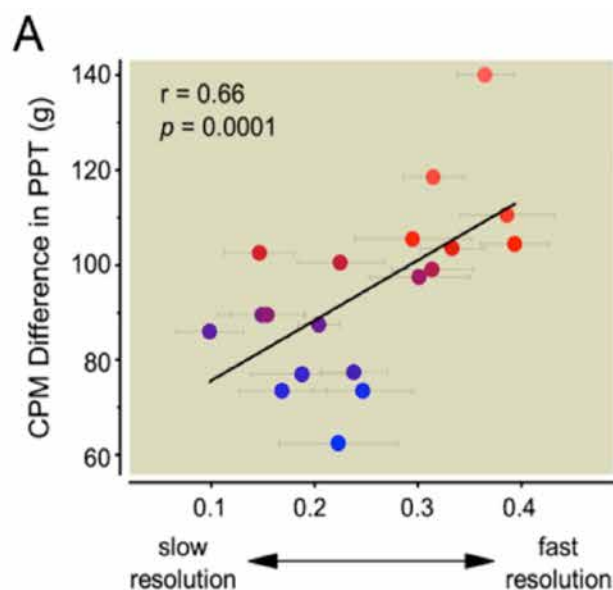 A
r = 0.66
p = 0.0001
CPM Difference in PPT (g)
140
120
100
80
60
0.1 0.2 0.3 0.4
slow resolution
fast resolution